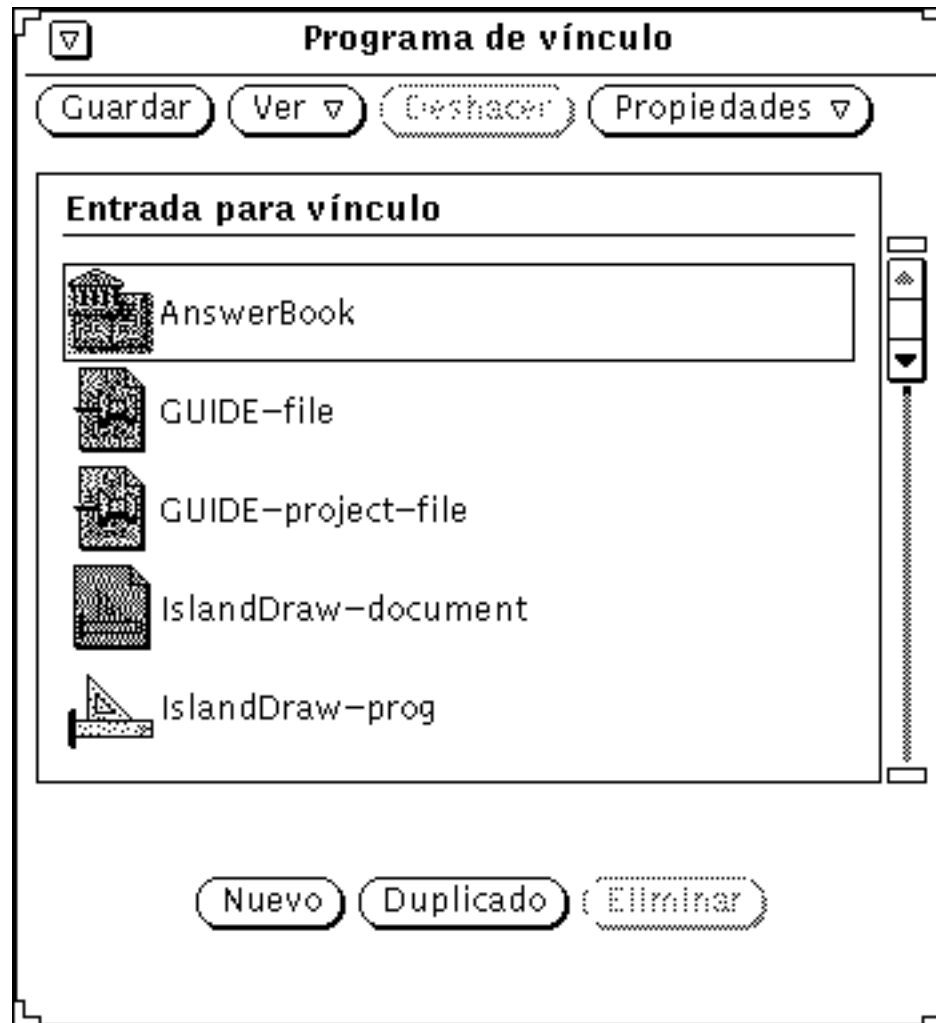 Programa de vínculo
Guardar Ver Deshacer Propiedades
Entrada para vínculo
AnswerBook
GUIDE-file
GUIDE-project-file
IslandDraw-document
IslandDraw-prog
Nuevo Duplicado Eliminar